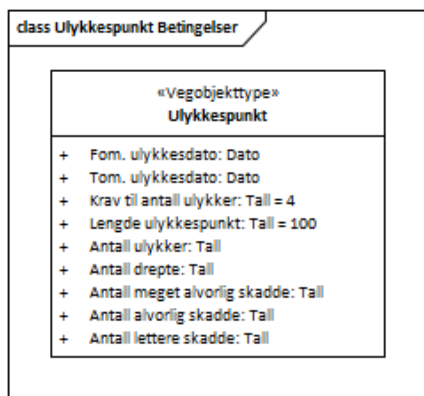 class Ulykkespunkt Betingelser
«Vegobjekttype»
Ulykkespunkt
+ Fom. ulykkesdato: Dato
+ Tom. ulykkesdato: Dato
+ Krav til antall ulykker: Tall = 4
+ Lengde ulykkespunkt: Tall = 100
+ Antall ulykker: Tall
+ Antall drepte: Tall
+ Antall meget alvorlig skadde: Tall
+ Antall alvorlig skadde: Tall
+ Antall lettere skadde: Tall